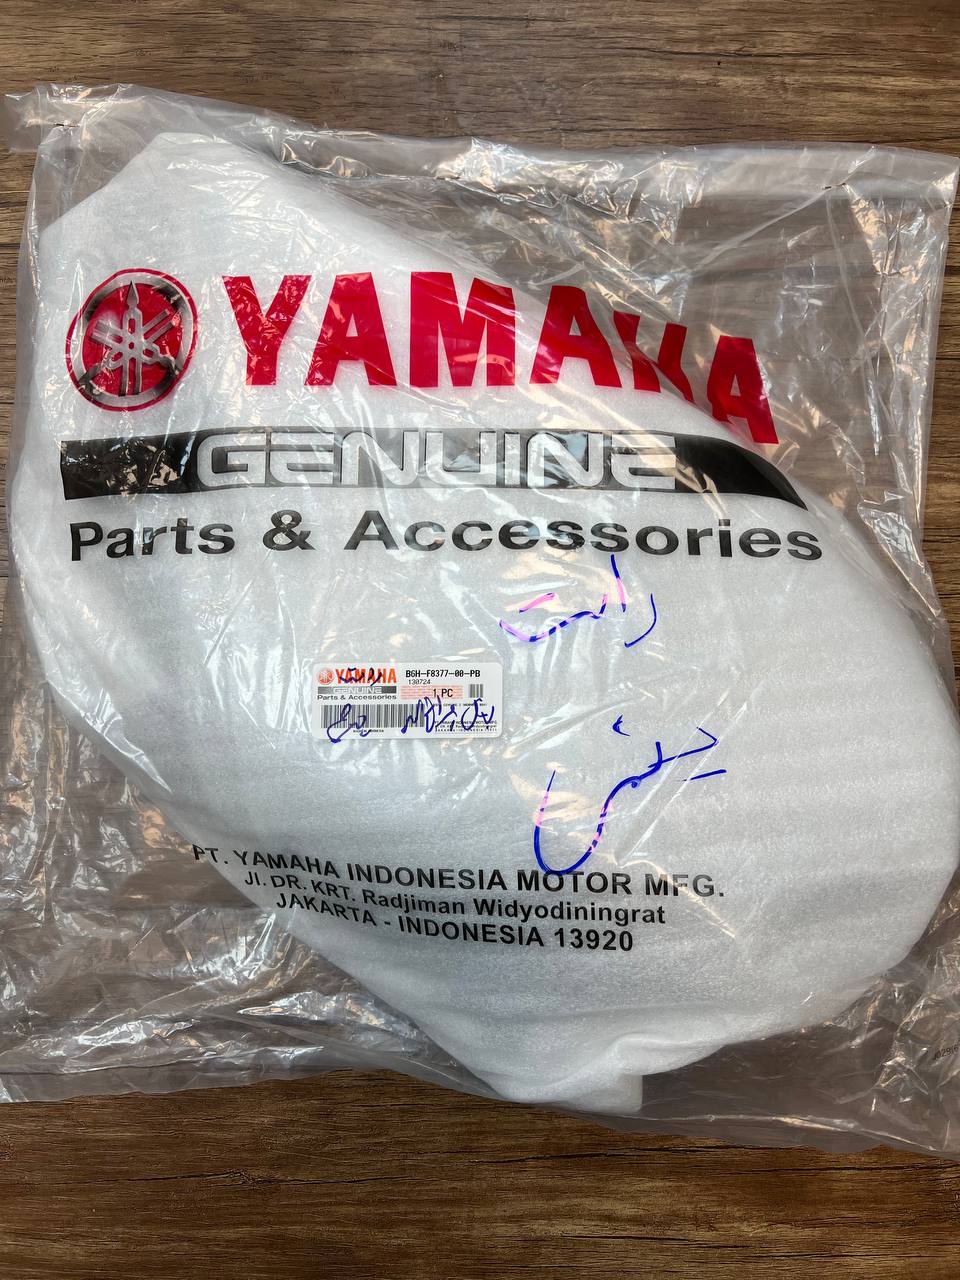 YAMAHA
GENUINE
Parts & Accessories
راست
YAMAHA B6H-F8377-00-PB
GENUINE 130724
Parts & Accessories 1 PC
PT. YAMAHA INDONESIA MOTOR MFG.
Jl. DR. KRT. Radjiman Widyodiningrat
JAKARTA - INDONESIA 13920